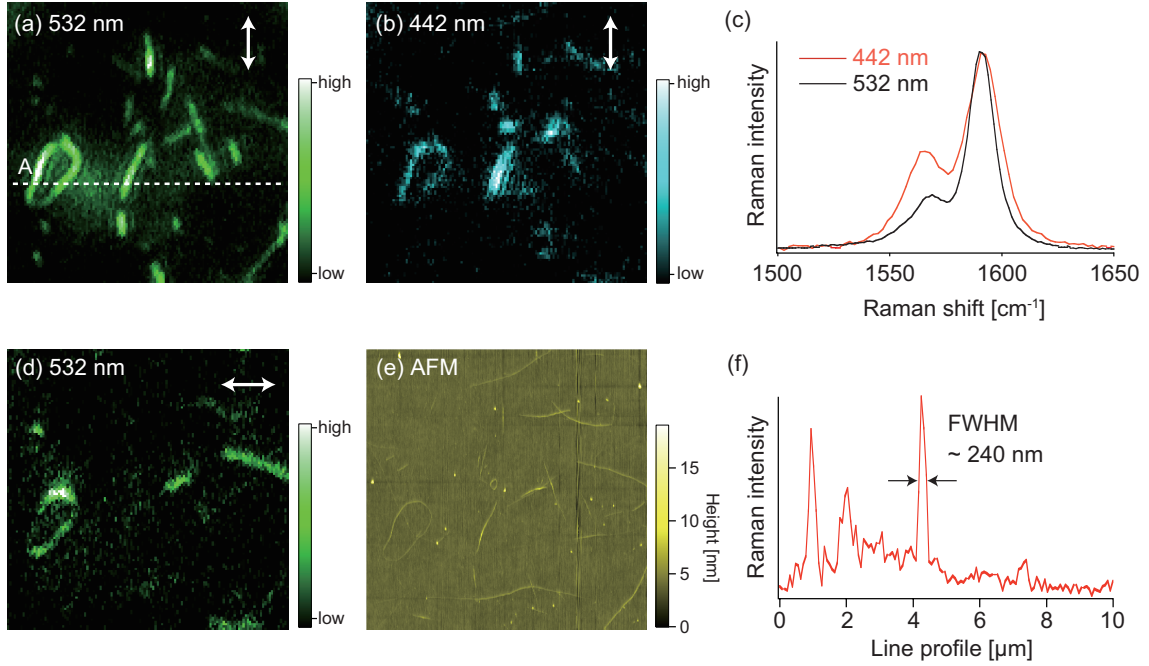 (a) 532 nm
high
low
A
(b) 442 nm
high
low
(c)
442 nm
532 nm
Raman intensity
1500
1550
1600
1650
Raman shift [cm⁻¹]
(d) 532 nm
high
low
(e) AFM
15
10
5
0
Height [nm]
(f)
FWHM
~ 240 nm
Raman intensity
0 2 4 6 8 10
Line profile [µm]